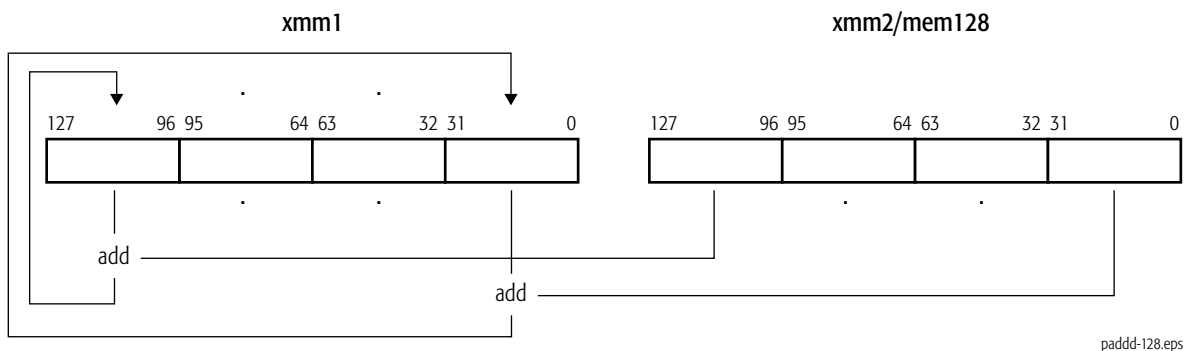 xmm1 xmm2/mem128
. .
127 96 95 64 63 32 31 0 127 96 95 64 63 32 31 0
. . . .
add
add
paddd-128.eps